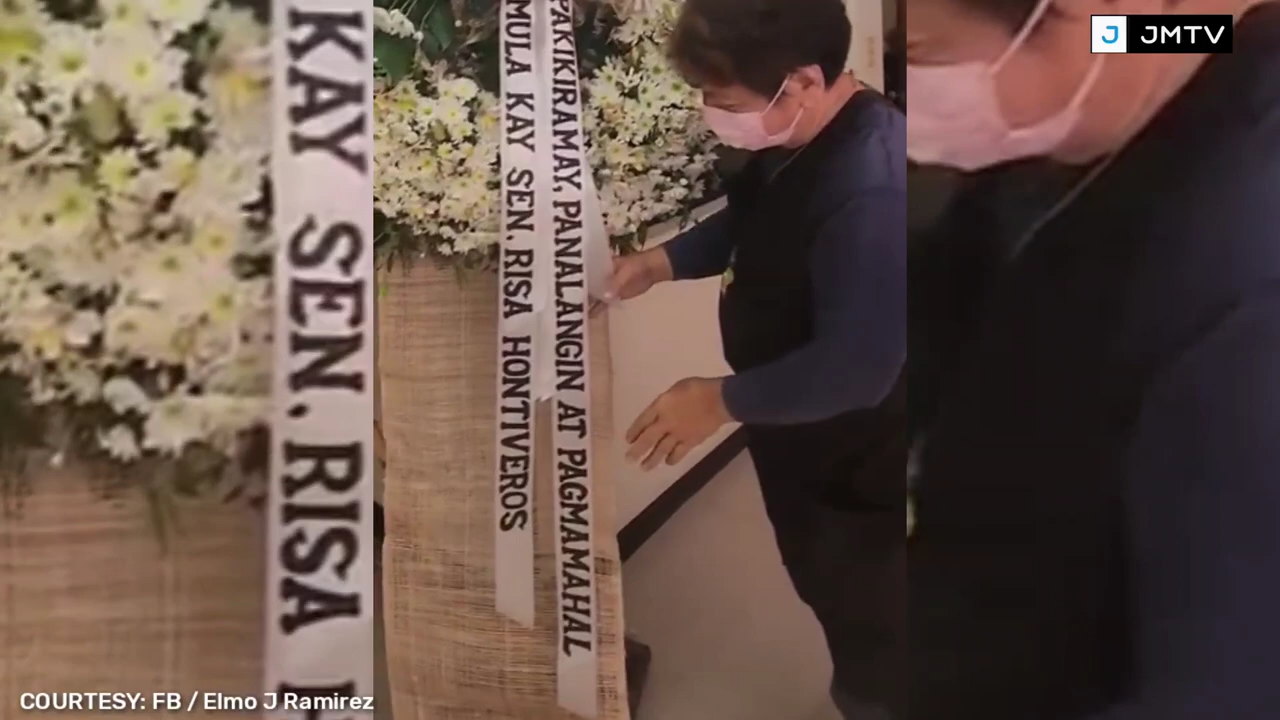 J JMTV
PAKIKIRAMAY, PANALANGIN AT PAGMAMAHAL
MULA KAY SEN. RISA HONTIVEROS
KAY SEN. RISA
COURTESY: FB / Elmo J Ramirez